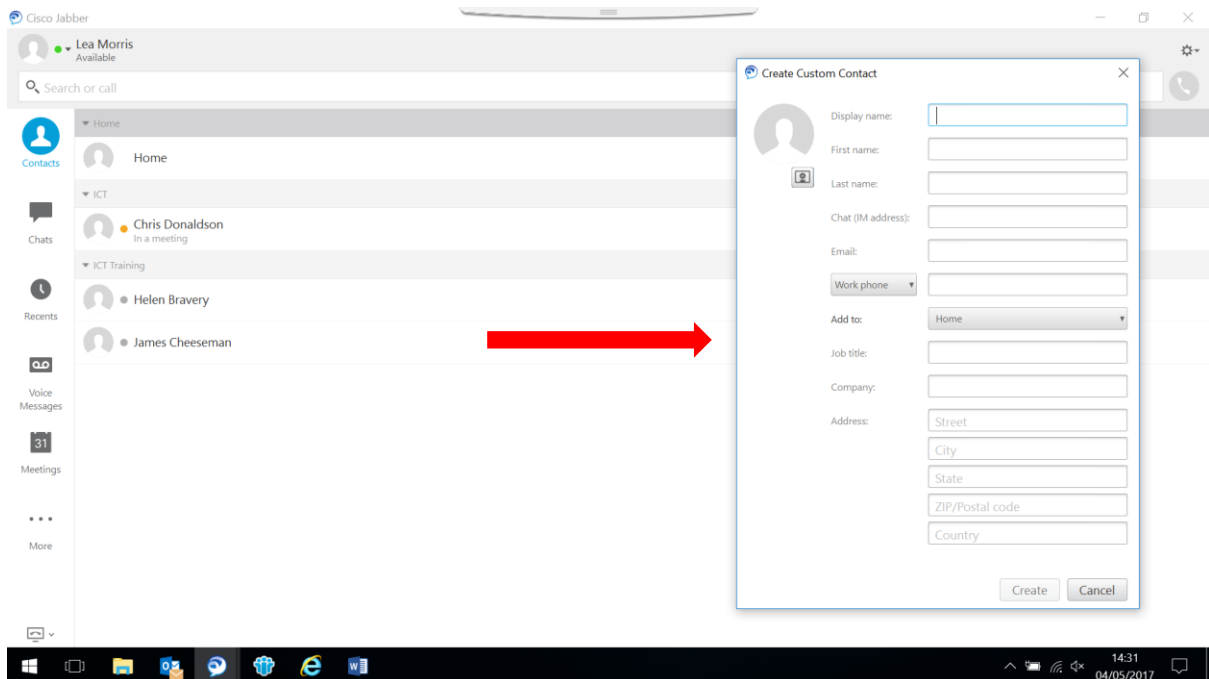 Cisco Jabber
Lea Morris
Available
Search or call
Contacts
Chats
Recents
Voice
Messages
31
Meetings
More
Home
Home
ICT
Chris Donaldson
In a meeting
ICT Training
Helen Bravery
James Cheeseman
Create Custom Contact
Display name:
First name:
Last name:
Chat (IM address):
Email:
Work phone
Add to: Home
Job title:
Company:
Address: Street
City
State
ZIP/Postal code
Country
Create Cancel
14:31
04/05/2017